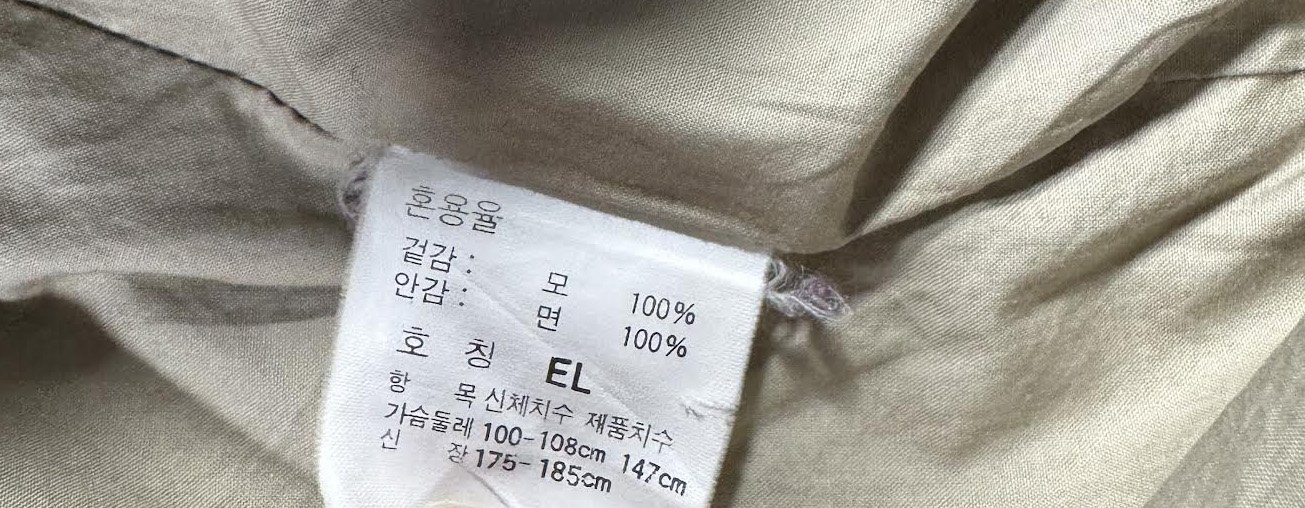 혼용율
겉감 : 모 100%
안감 : 면 100%
호 칭 EL
항 목 신체치수 제품치수
가슴둘레 100-108cm 147cm
신 장 175-185cm